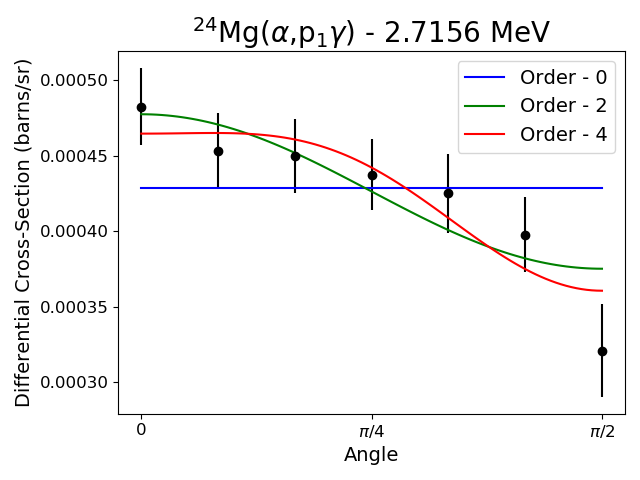 ²⁴Mg(α,p₁γ) - 2.7156 MeV
Differential Cross-Section (barns/sr)
0.00050
0.00045
0.00040
0.00035
0.00030
Order - 0
Order - 2
Order - 4
0
π/4
π/2
Angle